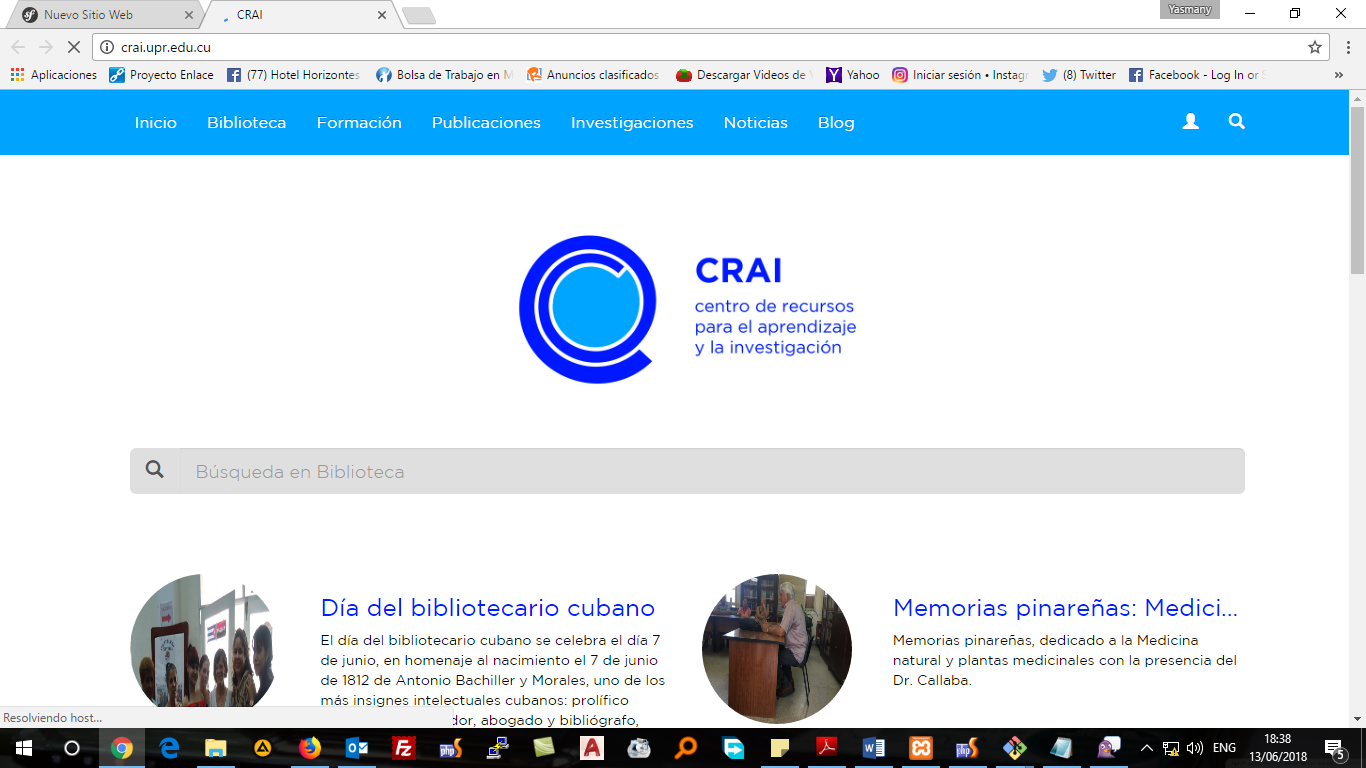 Nuevo Sitio Web
CRAI
Yasmany
crai.upr.edu.cu
Aplicaciones
Proyecto Enlace
(77) Hotel Horizontes
Bolsa de Trabajo en M
Anuncios clasificados
Descargar Videos de
Yahoo
Iniciar sesión • Instag
(8) Twitter
Facebook - Log In or S
»
Inicio
Biblioteca
Formación
Publicaciones
Investigaciones
Noticias
Blog
CRAI
centro de recursos
para el aprendizaje
y la investigación
Búsqueda en Biblioteca
Día del bibliotecario cubano
El día del bibliotecario cubano se celebra el día 7
de junio, en homenaje al nacimiento el 7 de junio
de 1812 de Antonio Bachiller y Morales, uno de los
más insignes intelectuales cubanos: prolífico
dor, abogado y bibliógrafo,
Memorias pinareñas: Medici...
Memorias pinareñas, dedicado a la Medicina
natural y plantas medicinales con la presencia del
Dr. Callaba.
Resolviendo host...
ENG
18:38
13/06/2018
5